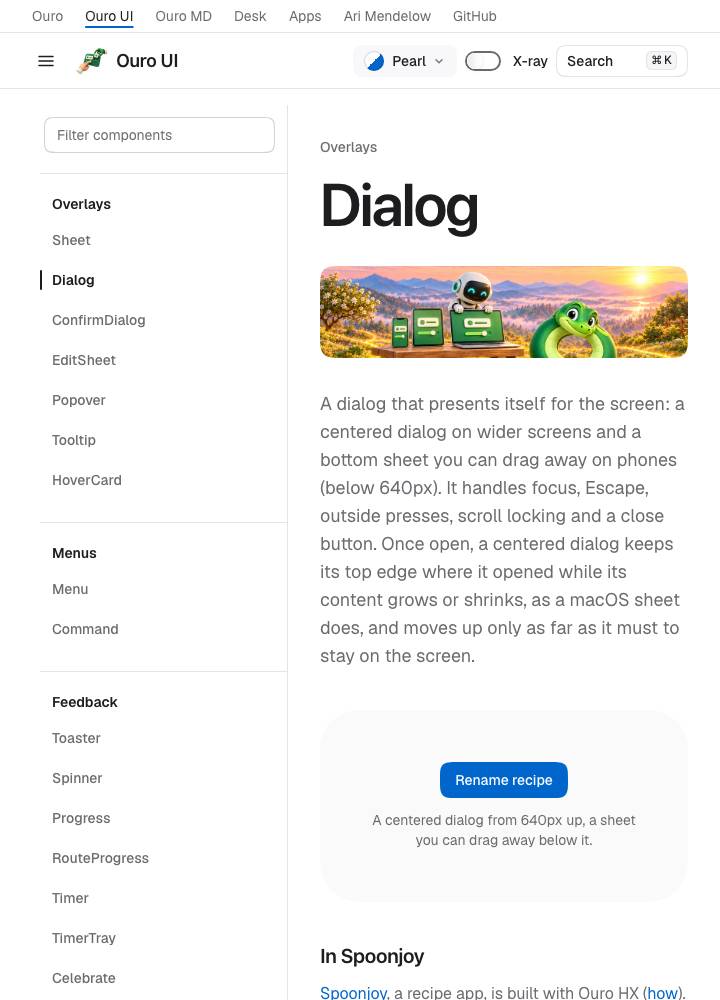 Ouro
Ouro UI
Ouro MD
Desk
Apps
Ari Mendelow
GitHub
Ouro UI
Pearl
X-ray
Search
⌘ K
Filter components
Overlays
Sheet
Dialog
ConfirmDialog
EditSheet
Popover
Tooltip
HoverCard
Menus
Menu
Command
Feedback
Toaster
Spinner
Progress
RouteProgress
Timer
TimerTray
Celebrate
Overlays
Dialog
A dialog that presents itself for the screen: a
centered dialog on wider screens and a
bottom sheet you can drag away on phones
(below 640px). It handles focus, Escape,
outside presses, scroll locking and a close
button. Once open, a centered dialog keeps
its top edge where it opened while its
content grows or shrinks, as a macOS sheet
does, and moves up only as far as it must to
stay on the screen.
Rename recipe
A centered dialog from 640px up, a sheet
you can drag away below it.
In Spoonjoy
Spoonjoy, a recipe app, is built with Ouro HX (how).